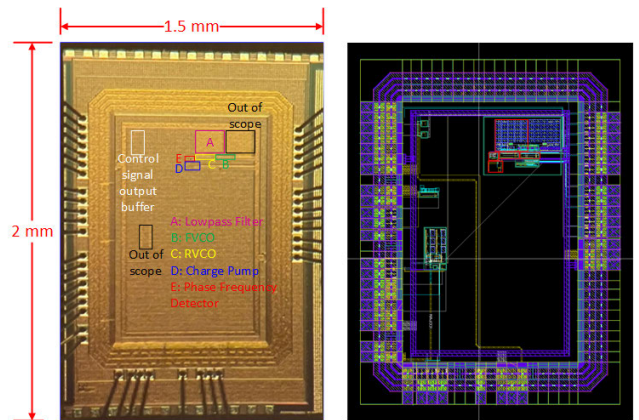 1.5 mm
2 mm
Out of
scope
A
E
C
B
D
Control
signal
output
buffer
Out of
scope
A: Lowpass Filter
B: FVCO
C: RVCO
D: Charge Pump
E: Phase Frequency
Detector